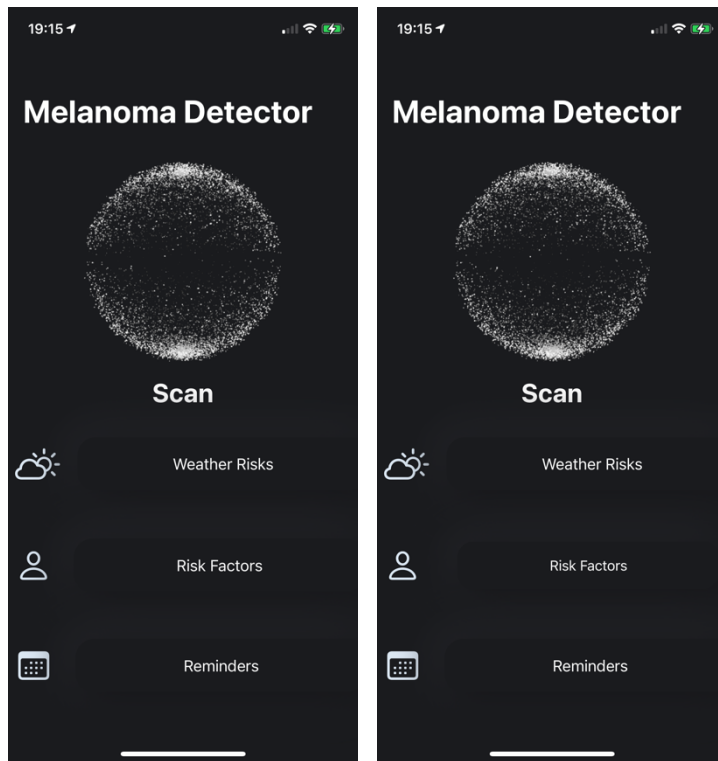 19:15
Melanoma Detector
Scan
Weather Risks
Risk Factors
Reminders
19:15
Melanoma Detector
Scan
Weather Risks
Risk Factors
Reminders